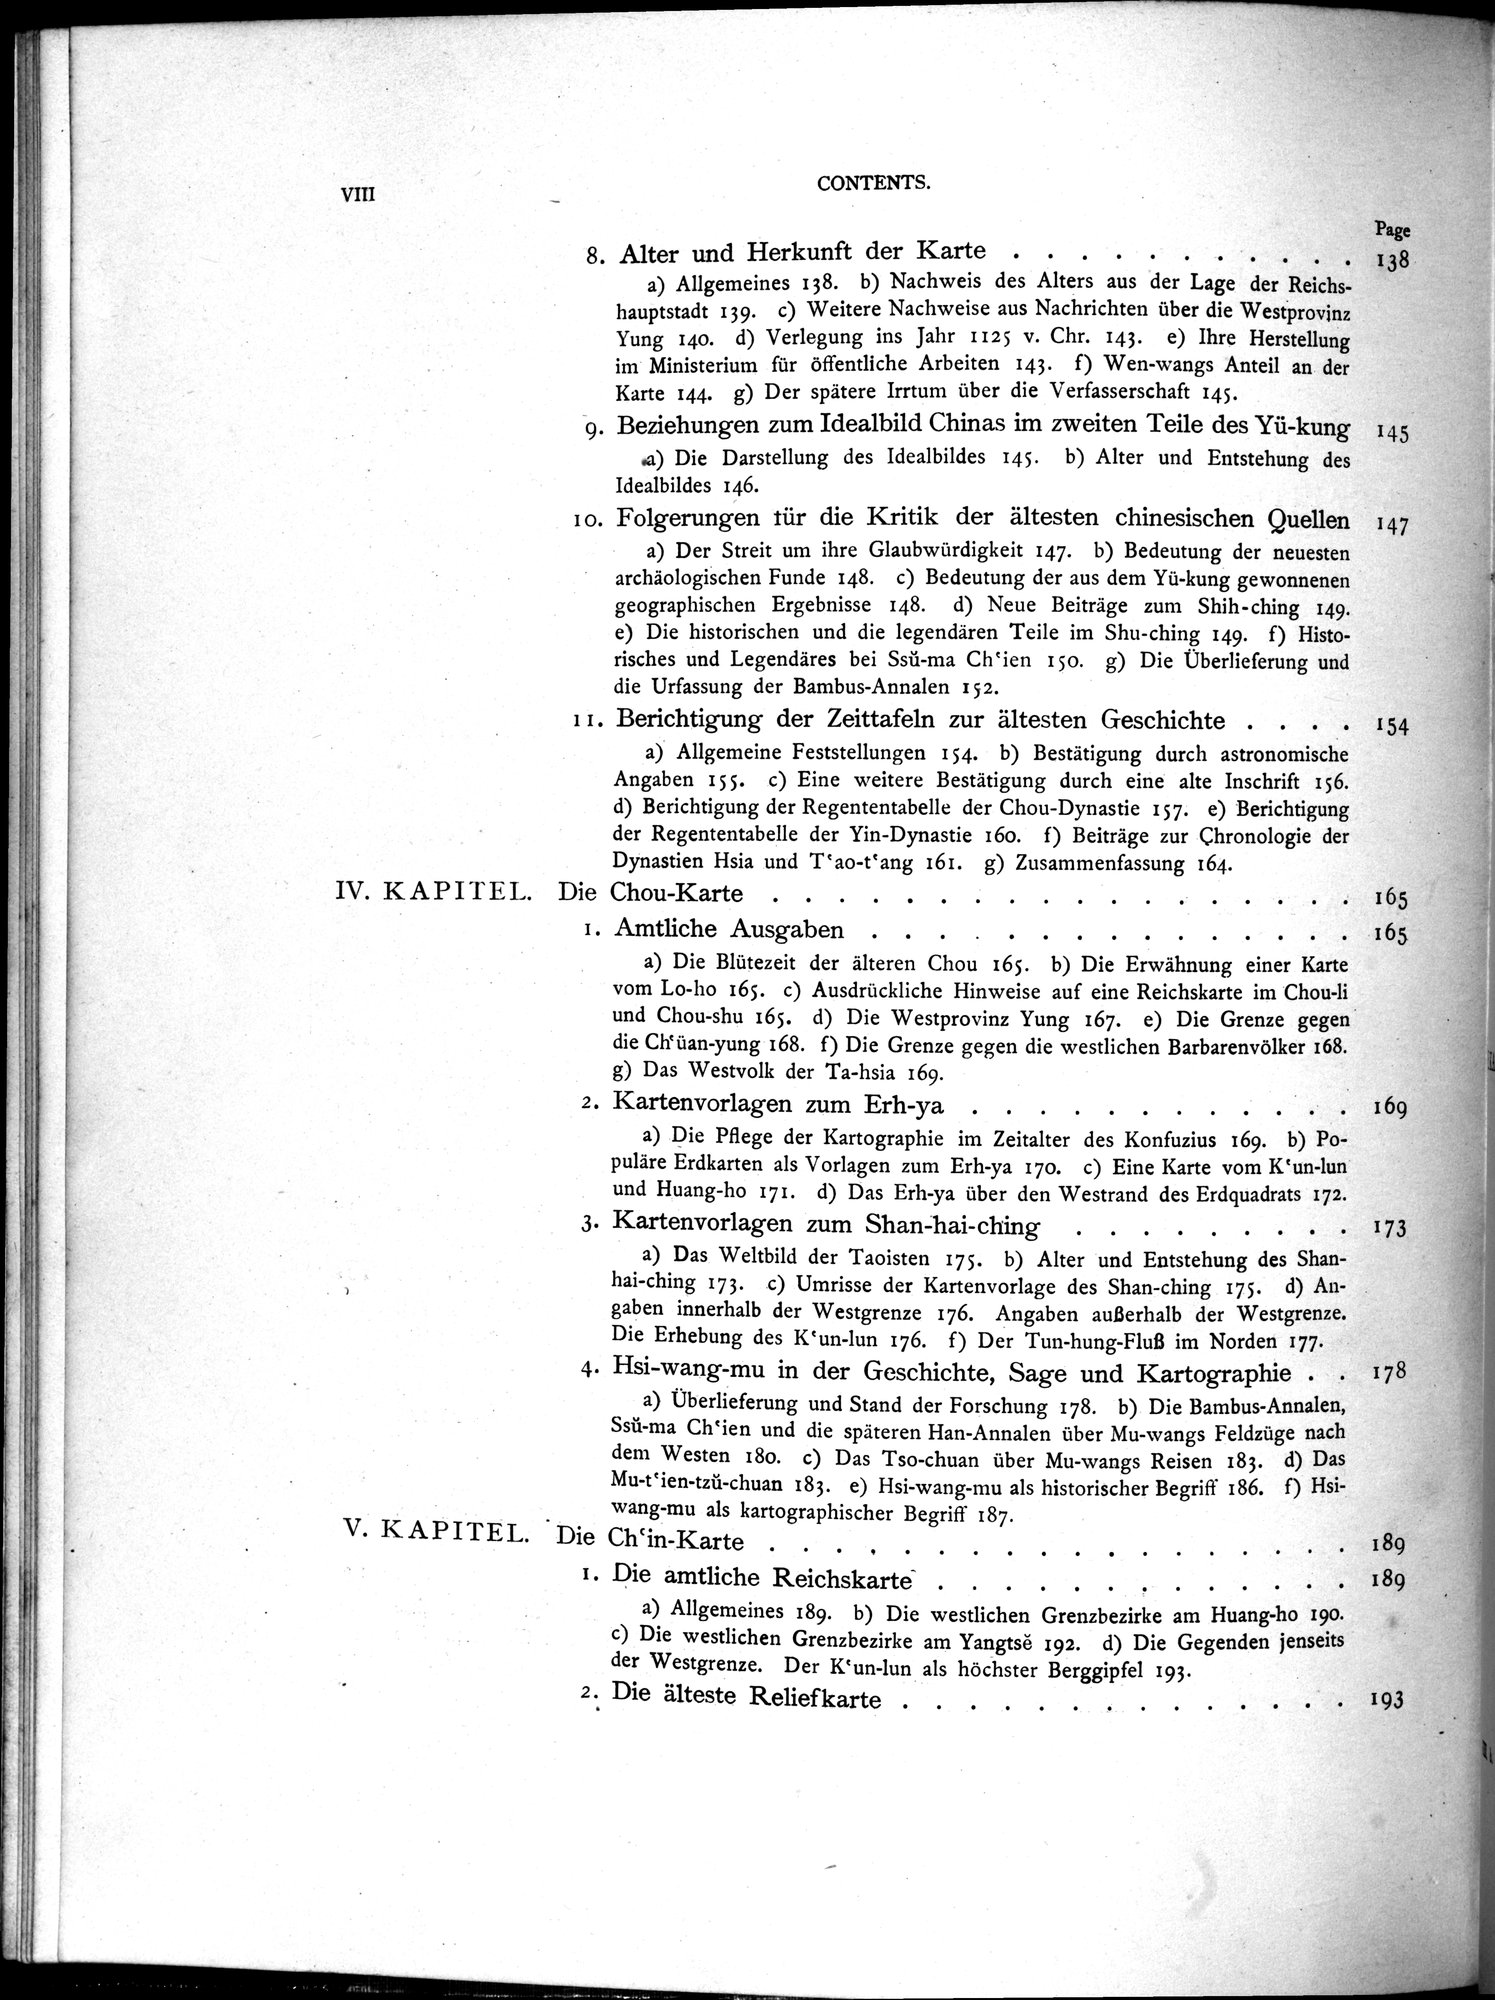 VIII
CONTENTS.
Page
8. Alter und Herkunft der Karte . . . . . . . . . . . 138
a) Allgemeines 138. b) Nachweis des Alters aus der Lage der Reichs-
hauptstadt 139. c) Weitere Nachweise aus Nachrichten über die Westprovinz
Yung 140. d) Verlegung ins Jahr 1125 v. Chr. 143. e) Ihre Herstellung
im Ministerium für öffentliche Arbeiten 143. f) Wen-wangs Anteil an der
Karte 144. g) Der spätere Irrtum über die Verfasserschaft 145.
9. Beziehungen zum Idealbild Chinas im zweiten Teile des Yü-kung 145
a) Die Darstellung des Idealbildes 145. b) Alter und Entstehung des
Idealbildes 146.
10. Folgerungen für die Kritik der ältesten chinesischen Quellen 147
a) Der Streit um ihre Glaubwürdigkeit 147. b) Bedeutung der neuesten
archäologischen Funde 148. c) Bedeutung der aus dem Yü-kung gewonnenen
geographischen Ergebnisse 148. d) Neue Beiträge zum Shih-ching 149.
e) Die historischen und die legendären Teile im Shu-ching 149. f) Histo-
risches und Legendäres bei Ssŭ-ma Chʻien 150. g) Die Überlieferung und
die Urfassung der Bambus-Annalen 152.
11. Berichtigung der Zeittafeln zur ältesten Geschichte . . . . 154
a) Allgemeine Feststellungen 154. b) Bestätigung durch astronomische
Angaben 155. c) Eine weitere Bestätigung durch eine alte Inschrift 156.
d) Berichtigung der Regententabelle der Chou-Dynastie 157. e) Berichtigung
der Regententabelle der Yin-Dynastie 160. f) Beiträge zur Chronologie der
Dynastien Hsia und Tʻao-tʻang 161. g) Zusammenfassung 164.
IV. KAPITEL. Die Chou-Karte . . . . . . . . . . . . . . . . . . 165
1. Amtliche Ausgaben . . . . . . . . . . . . . . . 165
a) Die Blütezeit der älteren Chou 165. b) Die Erwähnung einer Karte
vom Lo-ho 165. c) Ausdrückliche Hinweise auf eine Reichskarte im Chou-li
und Chou-shu 165. d) Die Westprovinz Yung 167. e) Die Grenze gegen
die Chʻüan-yung 168. f) Die Grenze gegen die westlichen Barbarenvölker 168.
g) Das Westvolk der Ta-hsia 169.
2. Kartenvorlagen zum Erh-ya . . . . . . . . . . . . 169
a) Die Pflege der Kartographie im Zeitalter des Konfuzius 169. b) Po-
puläre Erdkarten als Vorlagen zum Erh-ya 170. c) Eine Karte vom Kʻun-lun
und Huang-ho 171. d) Das Erh-ya über den Westrand des Erdquadrats 172.
3. Kartenvorlagen zum Shan-hai-ching . . . . . . . . . 173
a) Das Weltbild der Taoisten 175. b) Alter und Entstehung des Shan-
hai-ching 173. c) Umrisse der Kartenvorlage des Shan-ching 175. d) An-
gaben innerhalb der Westgrenze 176. Angaben außerhalb der Westgrenze.
Die Erhebung des Kʻun-lun 176. f) Der Tun-hung-Fluß im Norden 177.
4. Hsi-wang-mu in der Geschichte, Sage und Kartographie . . 178
a) Überlieferung und Stand der Forschung 178. b) Die Bambus-Annalen,
Ssŭ-ma Chʻien und die späteren Han-Annalen über Mu-wangs Feldzüge nach
dem Westen 180. c) Das Tso-chuan über Mu-wangs Reisen 183. d) Das
Mu-tʻien-tzŭ-chuan 183. e) Hsi-wang-mu als historischer Begriff 186. f) Hsi-
wang-mu als kartographischer Begriff 187.
V. KAPITEL. Die Chʻin-Karte . . . . . . . . . . . . . . . . . . 189
1. Die amtliche Reichskarte . . . . . . . . . . . . . 189
a) Allgemeines 189. b) Die westlichen Grenzbezirke am Huang-ho 190.
c) Die westlichen Grenzbezirke am Yangtsĕ 192. d) Die Gegenden jenseits
der Westgrenze. Der Kʻun-lun als höchster Berggipfel 193.
2. Die älteste Reliefkarte . . . . . . . . . . . . . . 193